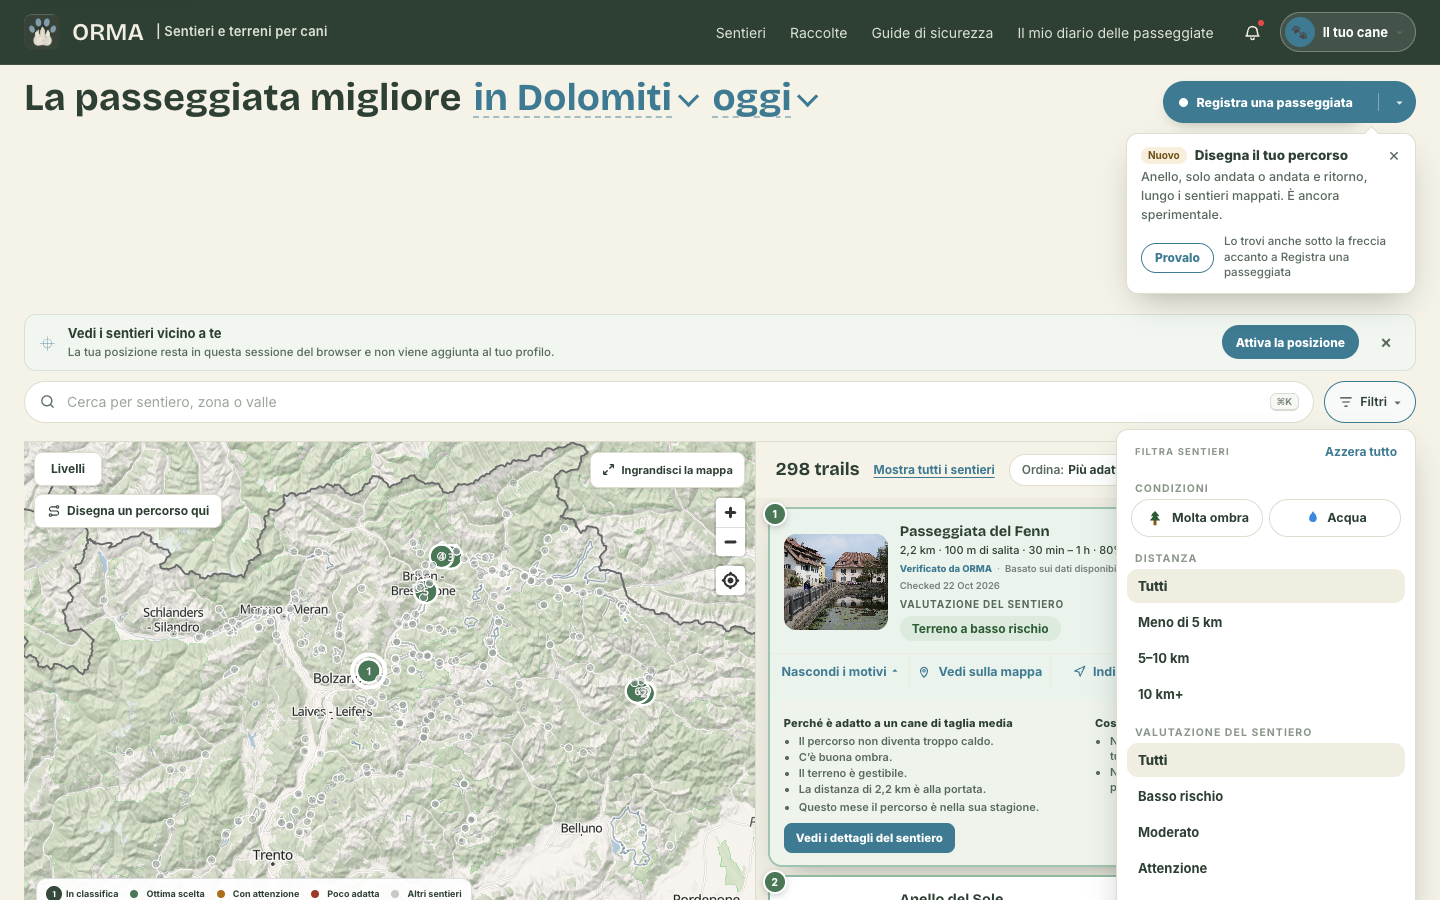 ORMA | Sentieri e terreni per cani
Sentieri Raccolte Guide di sicurezza Il mio diario delle passeggiate Il tuo cane
La passeggiata migliore in Dolomiti oggi
Registra una passeggiata
Nuovo Disegna il tuo percorso
Anello, solo andata o andata e ritorno,
lungo i sentieri mappati. È ancora
sperimentale.
Provalo
Lo trovi anche sotto la freccia
accanto a Registra una
passeggiata
Vedi i sentieri vicino a te
La tua posizione resta in questa sessione del browser e non viene aggiunta al tuo profilo.
Attiva la posizione
Cerca per sentiero, zona o valle
⌘K
Filtri
Livelli
Disegna un percorso qui
Ingrandisci la mappa
Schlanders
- Silandro
Meran
Laives - Leifers
Belluno
Trento
Pordenone
1
1 In classifica Ottima scelta Con attenzione Poco adatta Altri sentieri
298 trails Mostra tutti i sentieri Ordina: Più adat
1
Passeggiata del Fenn
2,2 km · 100 m di salita · 30 min – 1 h · 80°
Verificato da ORMA · Basato sui dati disponibi
Checked 22 Oct 2026
VALUTAZIONE DEL SENTIERO
Terreno a basso rischio
Nascondi i motivi Vedi sulla mappa Indi
Perché è adatto a un cane di taglia media
Il percorso non diventa troppo caldo.
C'è buona ombra.
Il terreno è gestibile.
La distanza di 2,2 km è alla portata.
Questo mese il percorso è nella sua stagione.
Cos
Vedi i dettagli del sentiero
2
Anello del Sole
FILTRA SENTIERI Azzera tutto
CONDIZIONI
Molta ombra Acqua
DISTANZA
Tutti
Meno di 5 km
5–10 km
10 km+
VALUTAZIONE DEL SENTIERO
Tutti
Basso rischio
Moderato
Attenzione